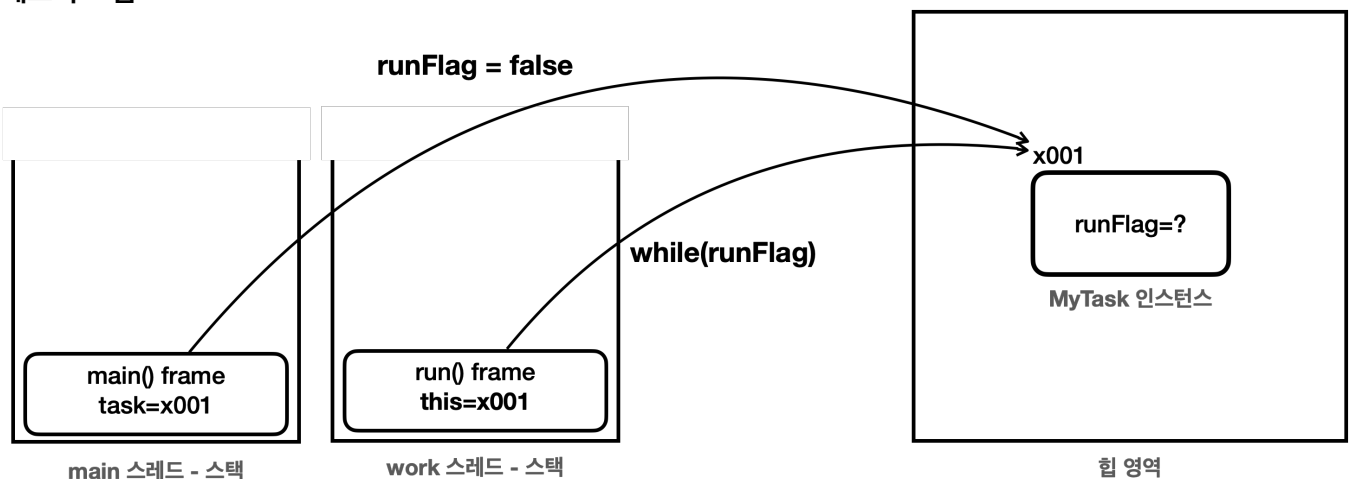 runFlag = false
x001
runFlag=?
while(runFlag)
MyTask 인스턴스
main() frame
task=x001
run() frame
this=x001
main 스레드 - 스택
work 스레드 - 스택
힙 영역